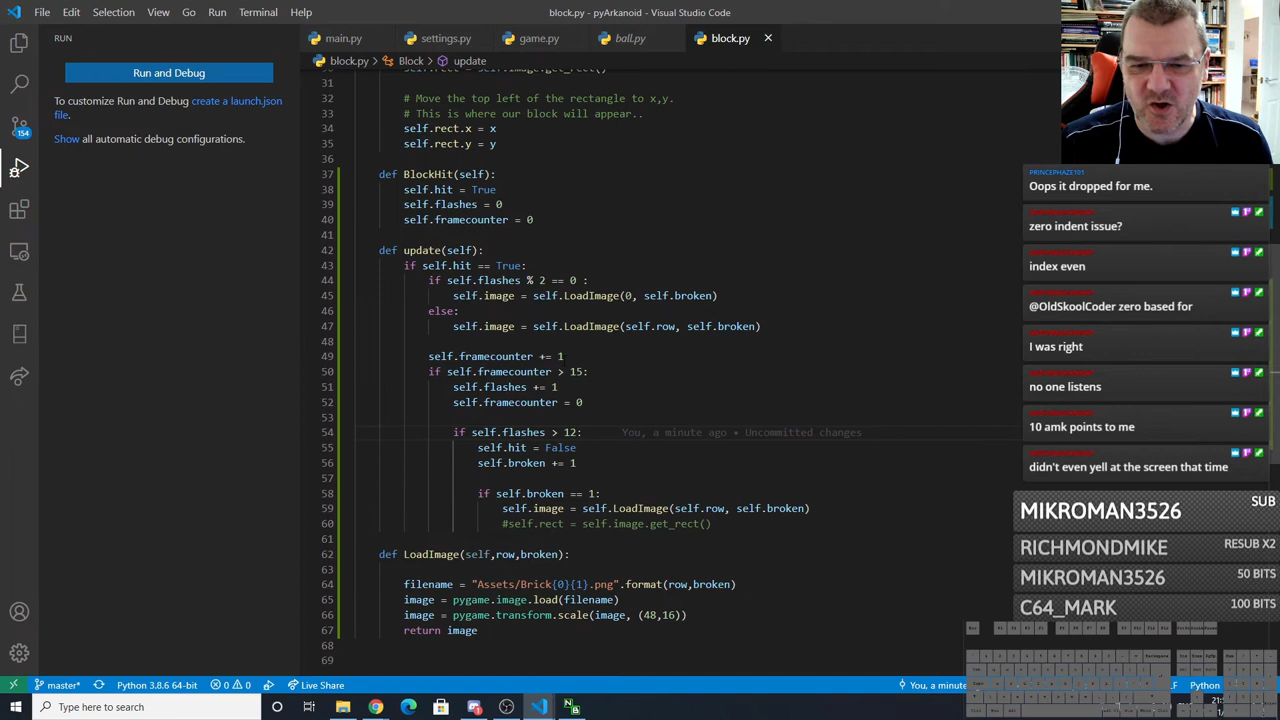 File Edit Selection View Go Run Terminal Help
block.py - pyArkanoid - Visual Studio Code
RUN
main.py settings.py game.py ball.py block.py
block.py > Block > update
Run and Debug
To customize Run and Debug create a launch.json
file.
Show all automatic debug configurations.
31
32 # Move the top left of the rectangle to x,y.
33 # This is where our block will appear..
34 self.rect.x = x
35 self.rect.y = y
36
37 def BlockHit(self):
38 self.hit = True
39 self.flashes = 0
40 self.framecounter = 0
41
42 def update(self):
43 if self.hit == True:
44 if self.flashes % 2 == 0 :
45 self.image = self.LoadImage(0, self.broken)
46 else:
47 self.image = self.LoadImage(self.row, self.broken)
48
49 self.framecounter += 1
50 if self.framecounter > 15:
51 self.flashes += 1
52 self.framecounter = 0
53
54 if self.flashes > 12: You, a minute ago • Uncommitted changes
55 self.hit = False
56 self.broken += 1
57
58 if self.broken == 1:
59 self.image = self.LoadImage(self.row, self.broken)
60 #self.rect = self.image.get_rect()
61
62 def LoadImage(self,row,broken):
63
64 filename = "Assets/Brick{0}{1}.png".format(row,broken)
65 image = pygame.image.load(filename)
66 image = pygame.transform.scale(image, (48,16))
67 return image
68
69
154
PRINCEPHAZE101
Oops it dropped for me.
zero indent issue?
index even
@OldSkoolCoder zero based for
I was right
no one listens
10 amk points to me
didn't even yell at the screen that time
MIKROMAN3526 SUB
RICHMONDMIKE RESUB X2
MIKROMAN3526 50 BITS
C64_MARK 100 BITS
master* Python 3.8.6 64-bit 0 0 Live Share
You, a minute
Python
Type here to search